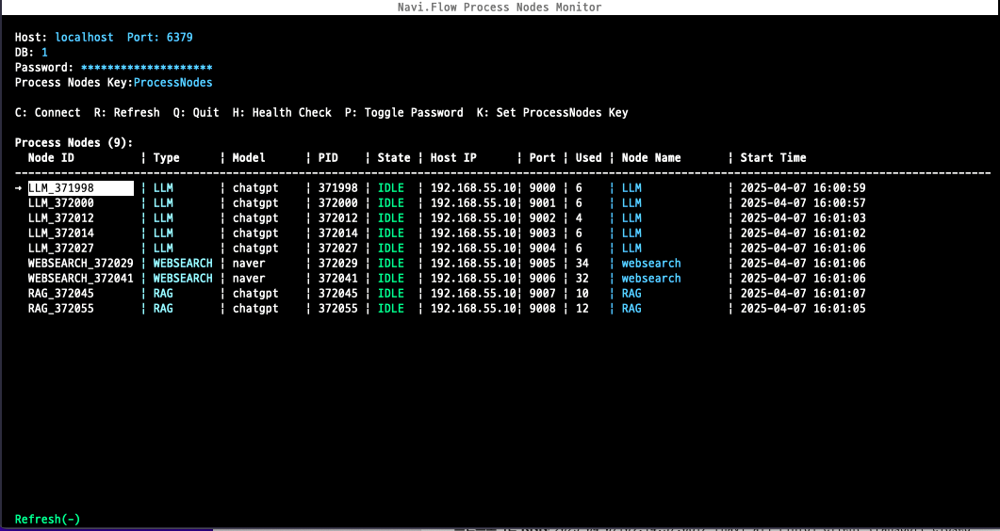 Navi.Flow Process Nodes Monitor
Host: localhost  Port: 6379
DB: 1
Password: ********************
Process Nodes Key:ProcessNodes
C: Connect  R: Refresh  Q: Quit  H: Health Check  P: Toggle Password  K: Set ProcessNodes Key
Process Nodes (9):
Node ID | Type | Model | PID | State | Host IP | Port | Used | Node Name | Start Time
→ LLM_371998 | LLM | chatgpt | 371998 | IDLE | 192.168.55.10| 9000 | 6 | LLM | 2025-04-07 16:00:59
LLM_372000 | LLM | chatgpt | 372000 | IDLE | 192.168.55.10| 9001 | 6 | LLM | 2025-04-07 16:00:57
LLM_372012 | LLM | chatgpt | 372012 | IDLE | 192.168.55.10| 9002 | 4 | LLM | 2025-04-07 16:01:03
LLM_372014 | LLM | chatgpt | 372014 | IDLE | 192.168.55.10| 9003 | 6 | LLM | 2025-04-07 16:01:02
LLM_372027 | LLM | chatgpt | 372027 | IDLE | 192.168.55.10| 9004 | 6 | LLM | 2025-04-07 16:01:06
WEBSEARCH_372029 | WEBSEARCH | naver | 372029 | IDLE | 192.168.55.10| 9005 | 34 | websearch | 2025-04-07 16:01:06
WEBSEARCH_372041 | WEBSEARCH | naver | 372041 | IDLE | 192.168.55.10| 9006 | 32 | websearch | 2025-04-07 16:01:06
RAG_372045 | RAG | chatgpt | 372045 | IDLE | 192.168.55.10| 9007 | 10 | RAG | 2025-04-07 16:01:07
RAG_372055 | RAG | chatgpt | 372055 | IDLE | 192.168.55.10| 9008 | 12 | RAG | 2025-04-07 16:01:05
Refresh(-)